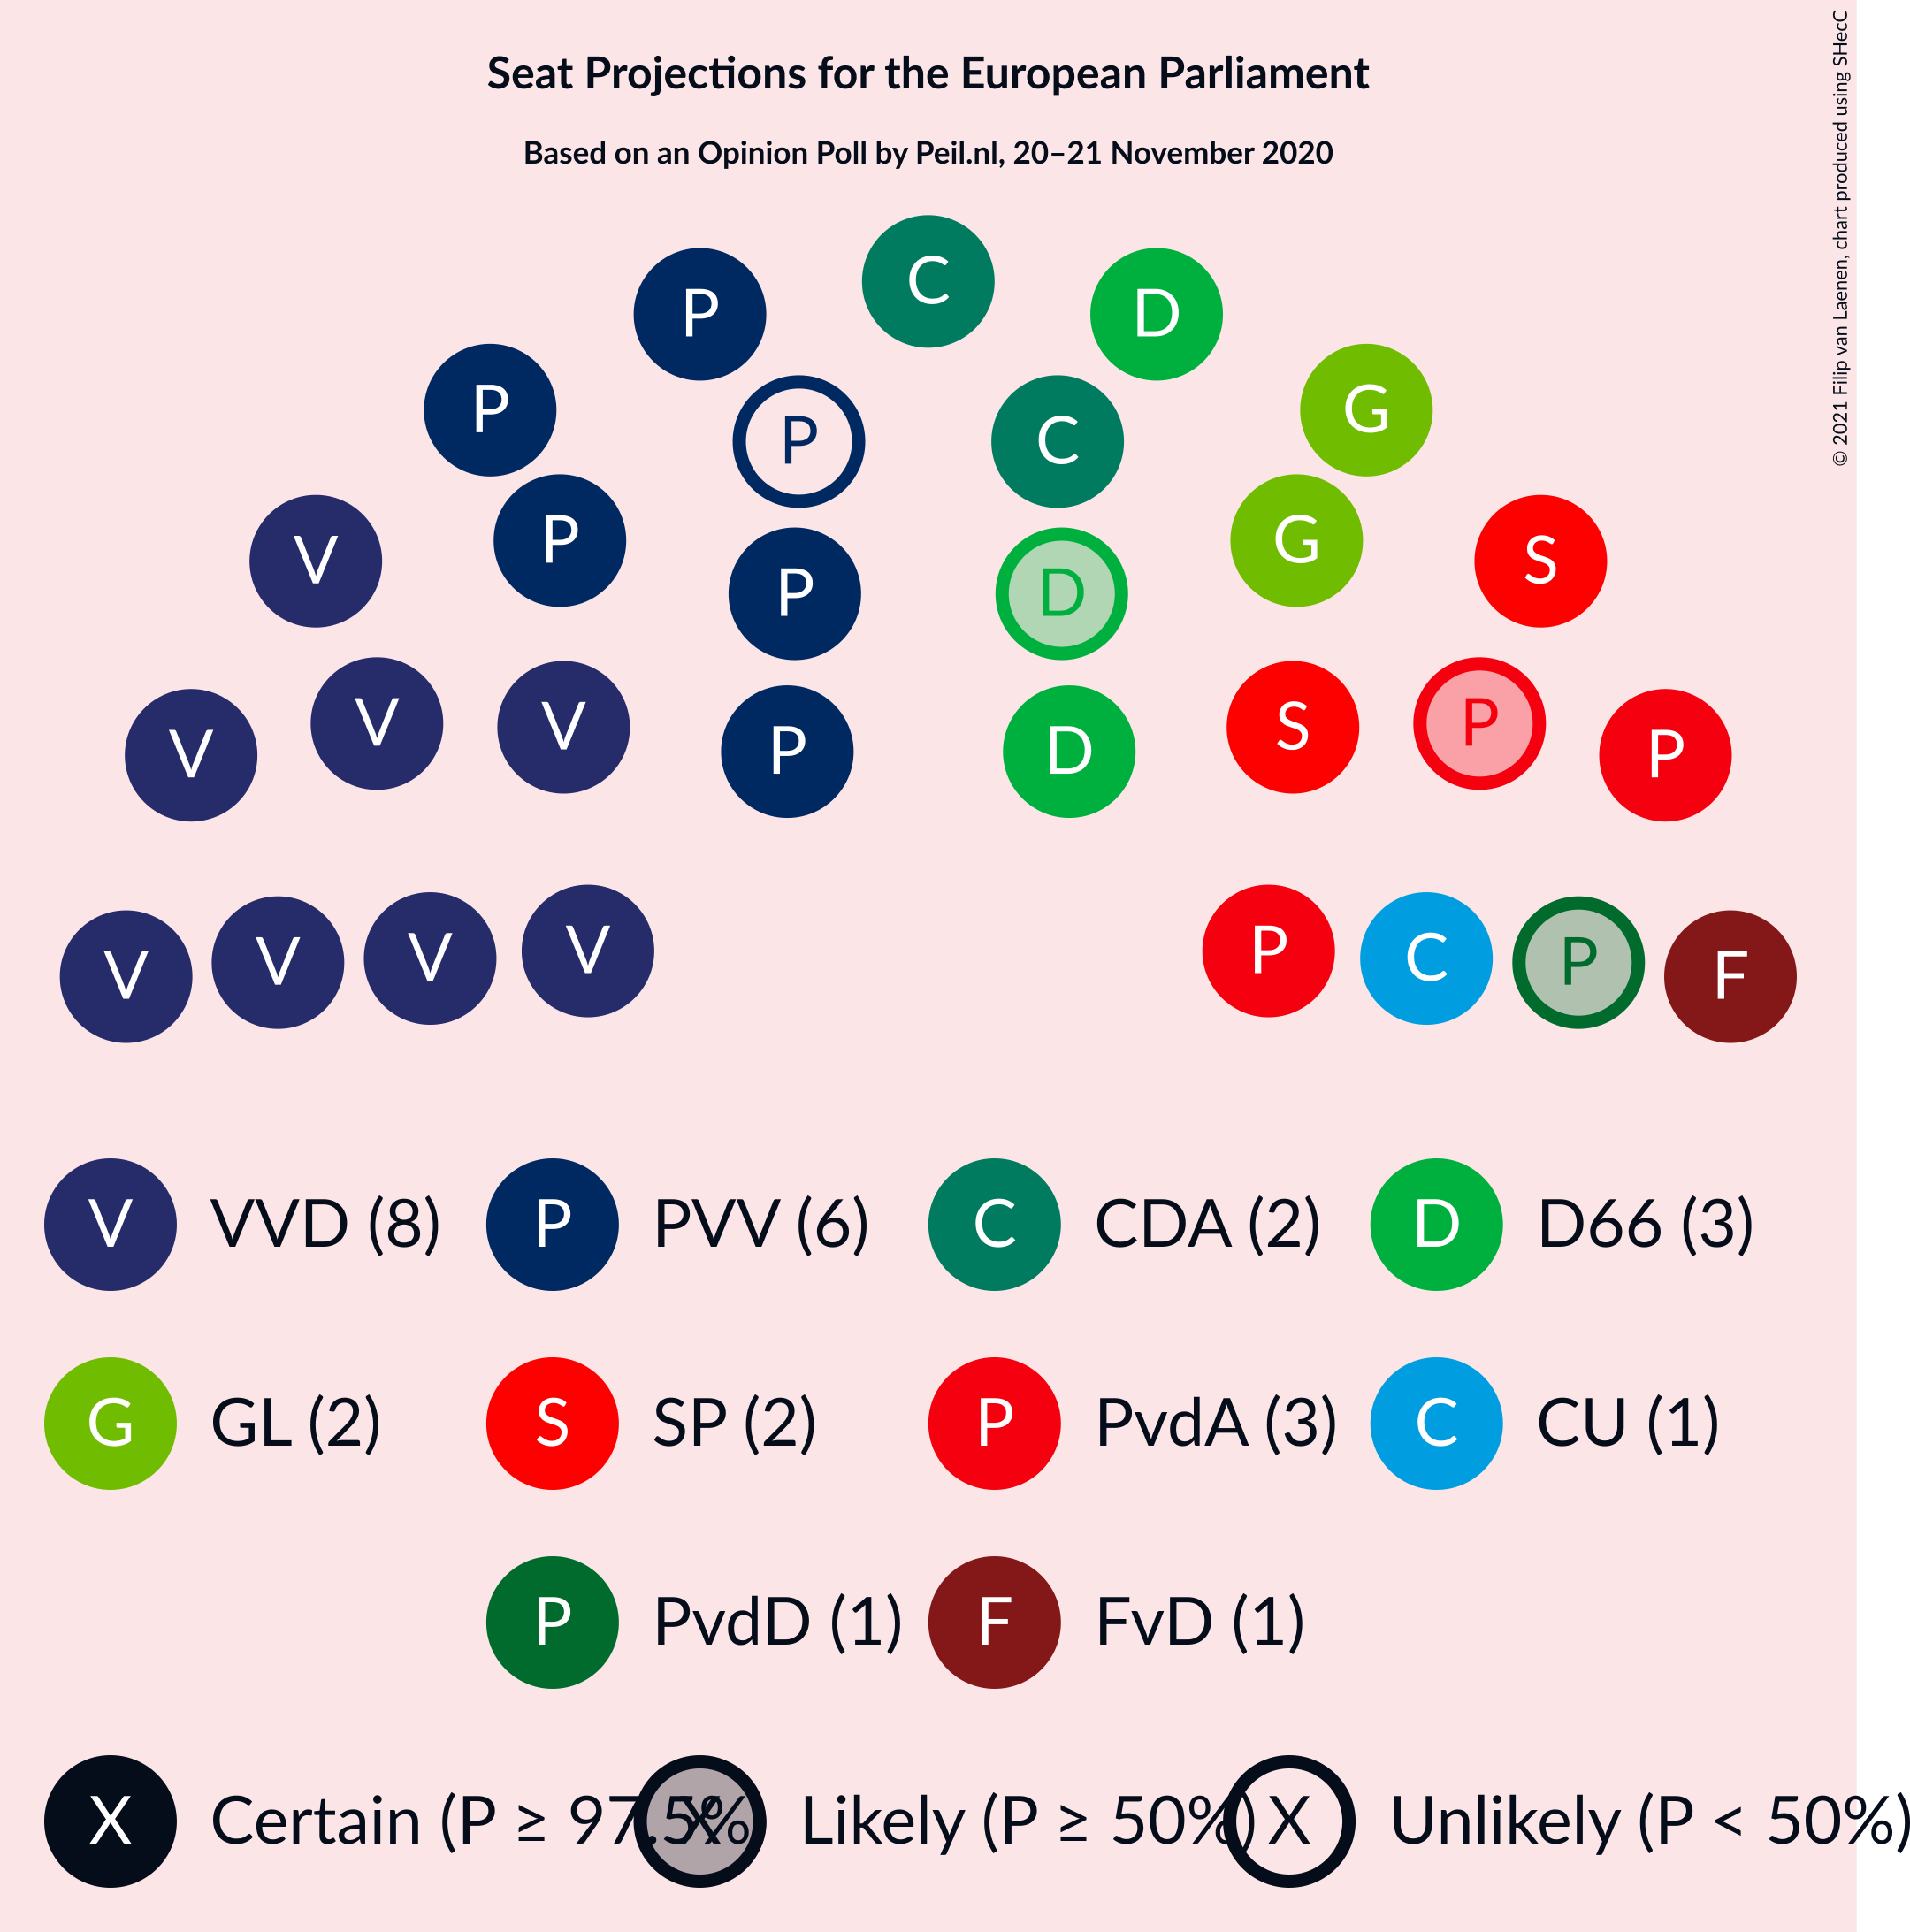 Seat Projections for the European Parliament
Based on an Opinion Poll by Peil.nl, 20–21 November 2020
© 2021 Filip van Laenen, chart produced using SHecC
C
P D
P G
P C
P G
V S
P D
V P
V S
V P
P D
V P
V P
V C
V P
V F
V VVD (8) P PVV (6) C CDA (2) D D66 (3)
G GL (2) S SP (2) P PvdA (3) C CU (1)
P PvdD (1) F FvD (1)
X Certain (P ≥ 97.5% X Likely (P ≥ 50%) X Unlikely (P < 50%)